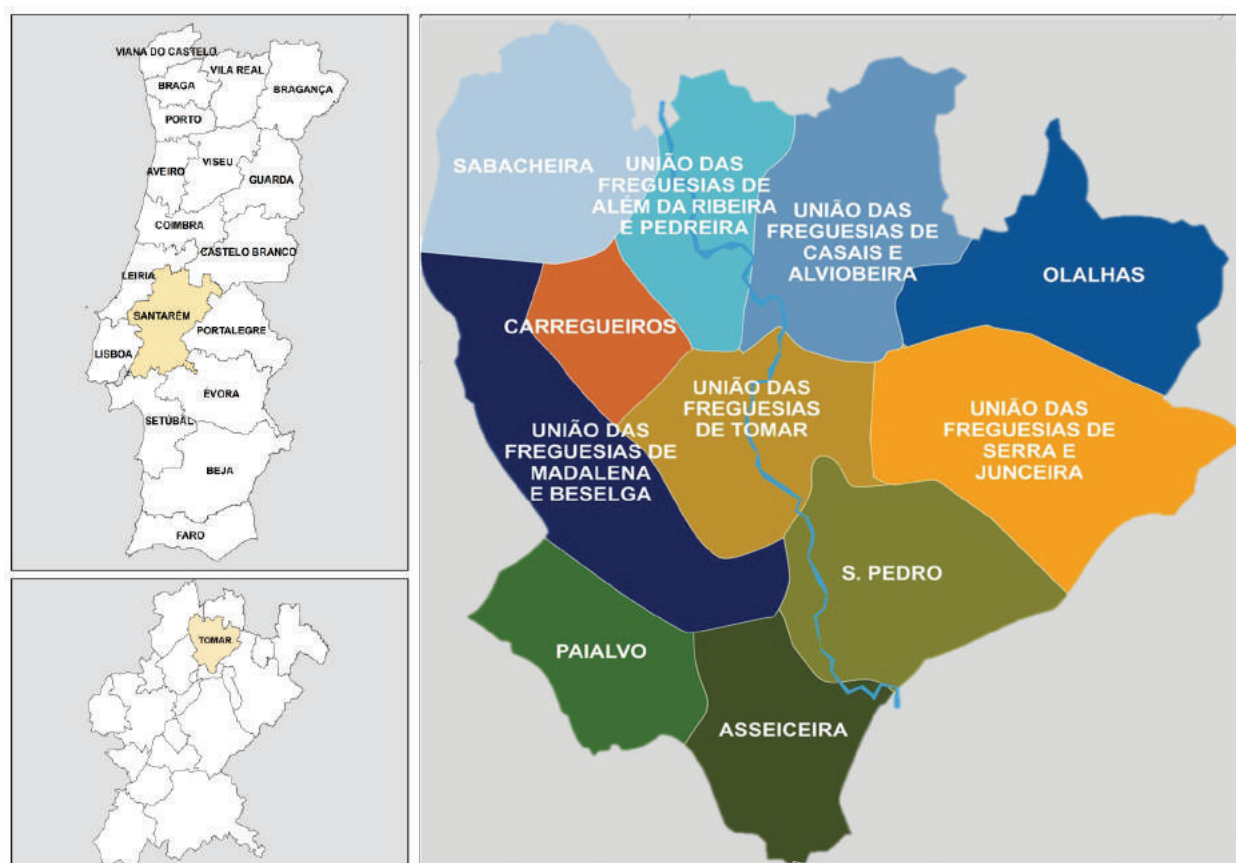 VIANA DO CASTELO
VILA REAL
BRAGA
BRAGANÇA
PORTO
VISEU
AVEIRO
GUARDA
COIMBRA
CASTELO BRANCO
LEIRIA
SANTARÉM
PORTALEGRE
LISBOA
ÉVORA
SETÚBAL
BEJA
FARO
TOMAR
SABACHEIRA
UNIÃO DAS
FREGUESIAS DE
ALÉM DA RIBEIRA
E PEDREIRA
UNIÃO DAS
FREGUESIAS DE
CASAIS E
ALVIOBEIRA
OLALHAS
CARREGUEIROS
UNIÃO DAS
FREGUESIAS
DE TOMAR
UNIÃO DAS
FREGUESIAS DE
SERRA E
JUNCEIRA
UNIÃO DAS
FREGUESIAS DE
MADALENA
E BESELGA
S. PEDRO
PAIALVO
ASSEICEIRA